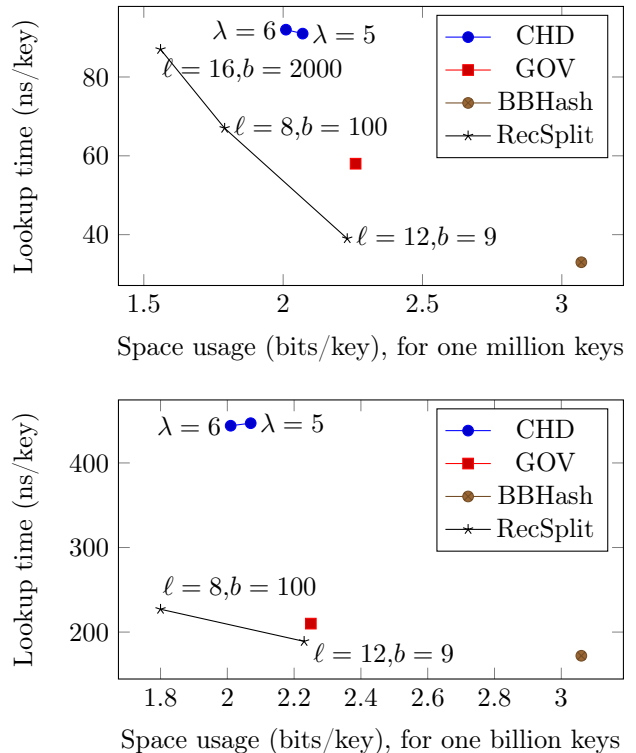 λ = 6
λ = 5
ℓ = 16,b = 2000
ℓ = 8,b = 100
ℓ = 12,b = 9
CHD
GOV
BBHash
RecSplit
80
60
40
1.5
2
2.5
3
Lookup time (ns/key)
Space usage (bits/key), for one million keys
λ = 6
λ = 5
ℓ = 8,b = 100
ℓ = 12,b = 9
CHD
GOV
BBHash
RecSplit
400
300
200
1.8
2
2.2
2.4
2.6
2.8
3
Lookup time (ns/key)
Space usage (bits/key), for one billion keys